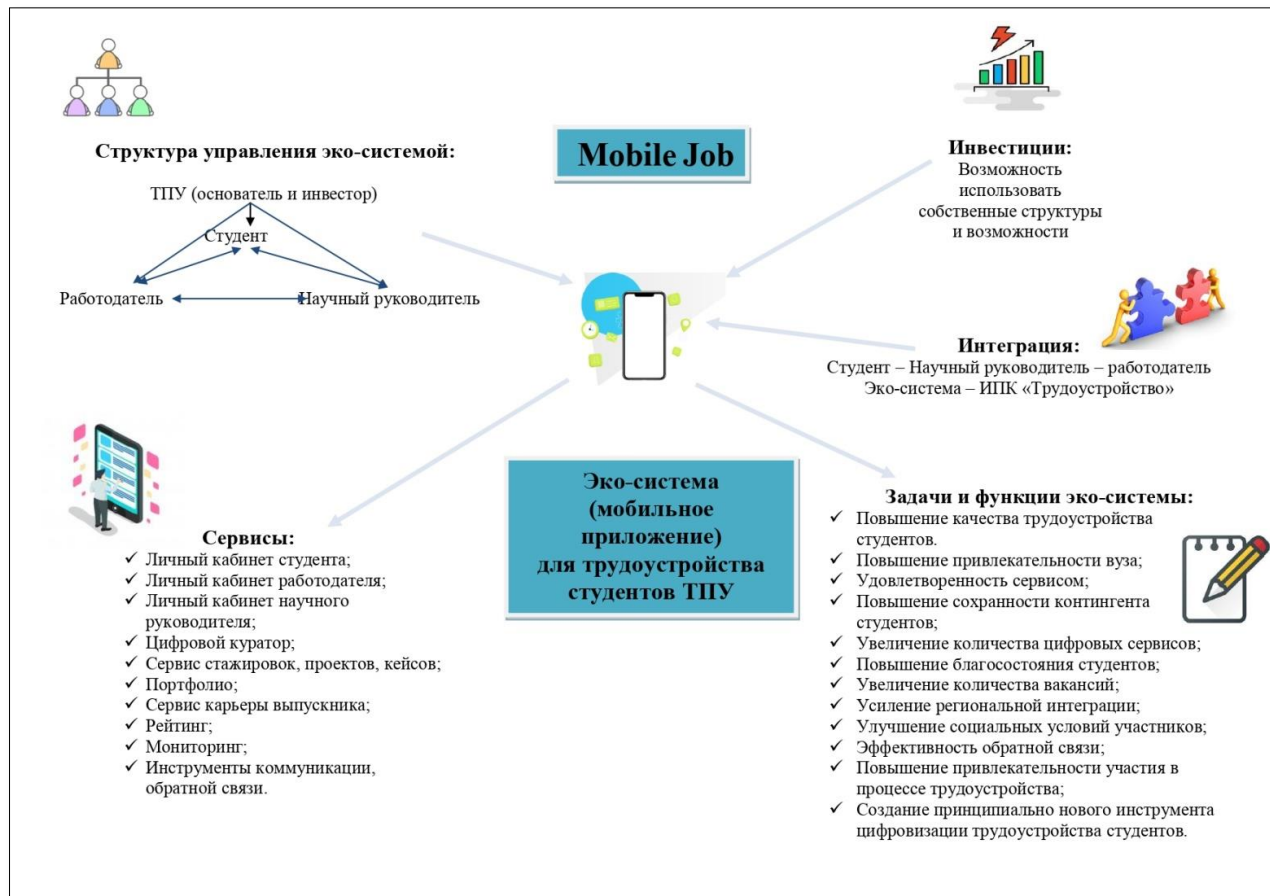 Mobile Job
Структура управления эко-системой:
ТПУ (основатель и инвестор)
Студент
Работодатель
Научный руководитель
Инвестиции:
Возможность
использовать
собственные структуры
и возможности
Интеграция:
Студент – Научный руководитель – работодатель
Эко-система – ИПК «Трудоустройство»
Эко-система
(мобильное
приложение)
для трудоустройства
студентов ТПУ
Сервисы:
✓ Личный кабинет студента;
✓ Личный кабинет работодателя;
✓ Личный кабинет научного
руководителя;
✓ Цифровой куратор;
✓ Сервис стажировок, проектов, кейсов;
✓ Портфолио;
✓ Сервис карьеры выпускника;
✓ Рейтинг;
✓ Мониторинг;
✓ Инструменты коммуникации,
обратной связи.
Задачи и функции эко-системы:
✓ Повышение качества трудоустройства
студентов.
✓ Повышение привлекательности вуза;
✓ Удовлетворенность сервисом;
✓ Повышение сохранности контингента
студентов;
✓ Увеличение количества цифровых сервисов;
✓ Повышение благосостояния студентов;
✓ Увеличение количества вакансий;
✓ Усиление региональной интеграции;
✓ Улучшение социальных условий участников;
✓ Эффективность обратной связи;
✓ Повышение привлекательности участия в
процессе трудоустройства;
✓ Создание принципиально нового инструмента
цифровизации трудоустройства студентов.